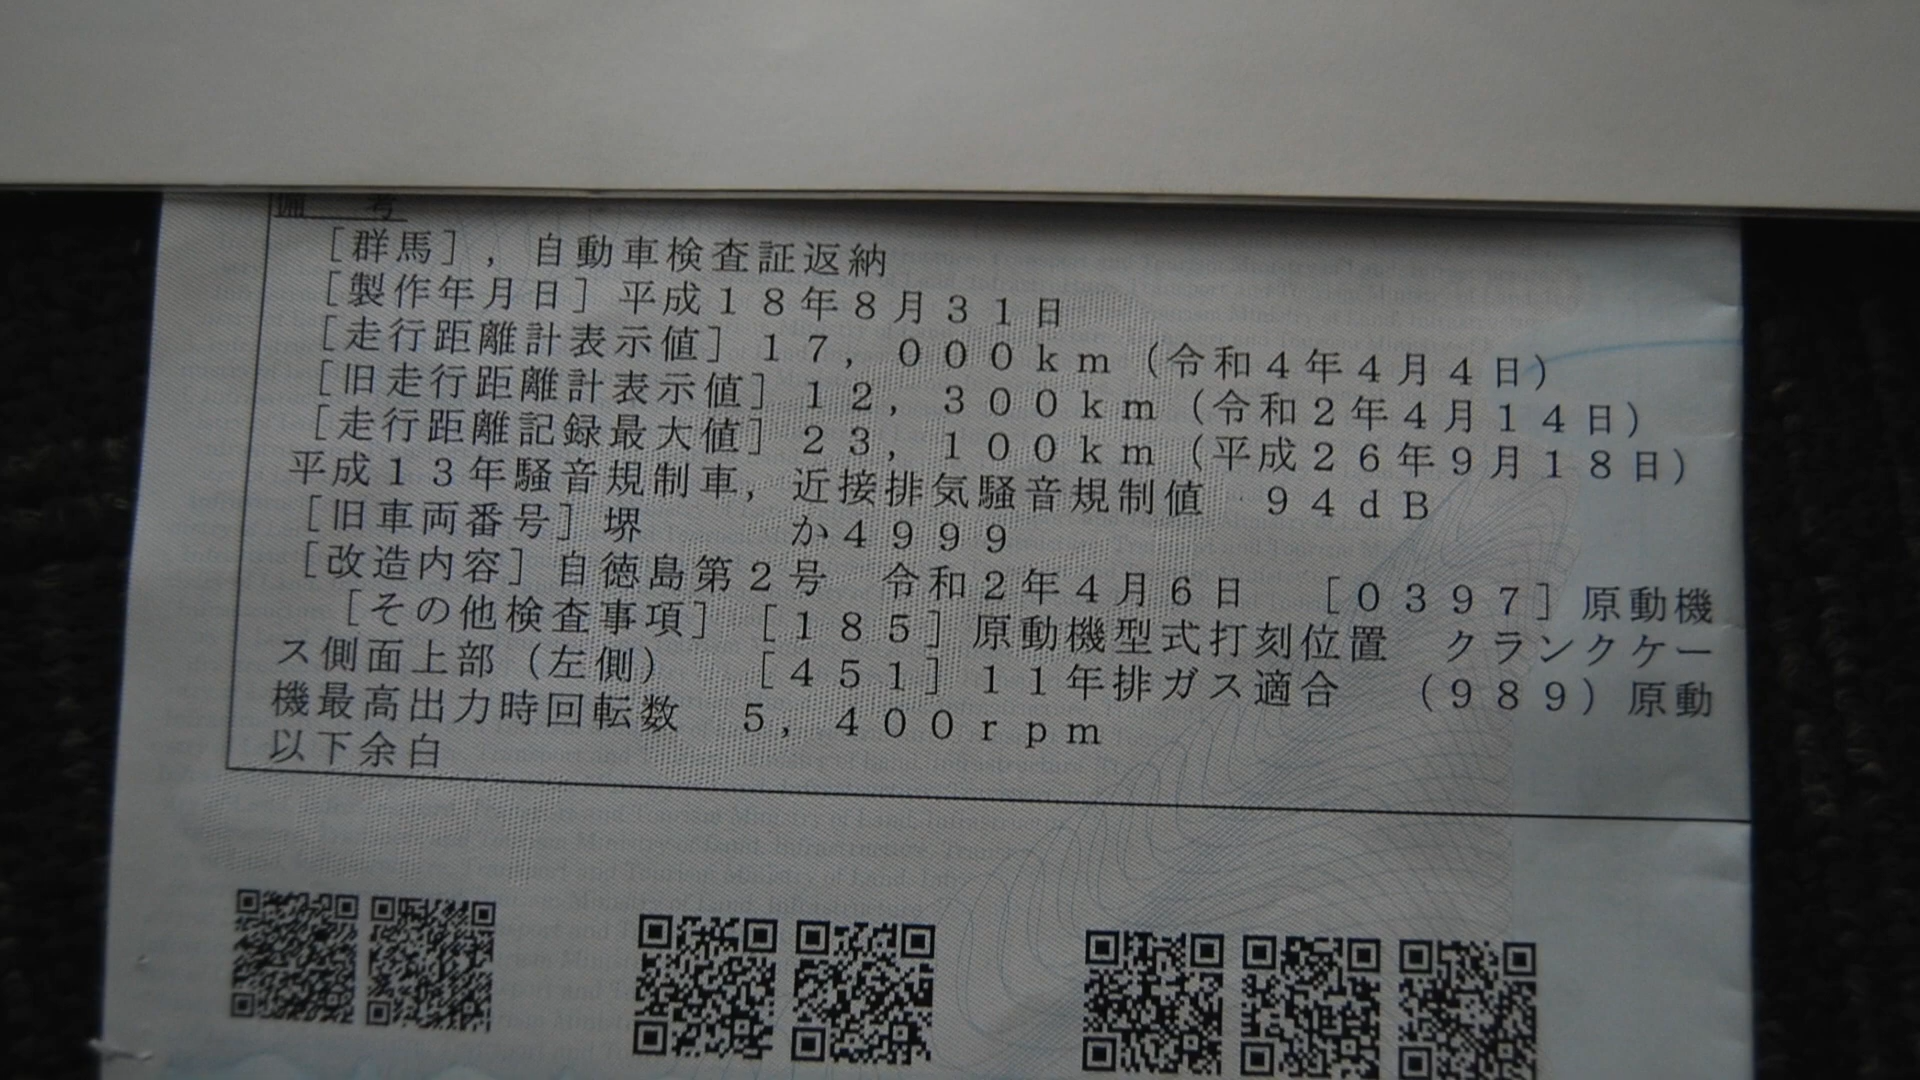 備　考
［群馬］，自動車検査証返納
［製作年月日］平成１８年８月３１日
［走行距離計表示値］１７，０００ｋｍ（令和４年４月４日）
［旧走行距離計表示値］１２，３００ｋｍ（令和２年４月１４日）
［走行距離記録最大値］２３，１００ｋｍ（平成２６年９月１８日）
平成１３年騒音規制車，近接排気騒音規制値　９４ｄＢ
［旧車両番号］堺　　　か４９９９
［改造内容］自徳島第２号　令和２年４月６日　［０３９７］原動機
［その他検査事項］［１８５］原動機型式打刻位置　クランクケー
ス側面上部（左側）　［４５１］１１年排ガス適合　（９８９）原動
機最高出力時回転数　５，４００ｒｐｍ
以下余白